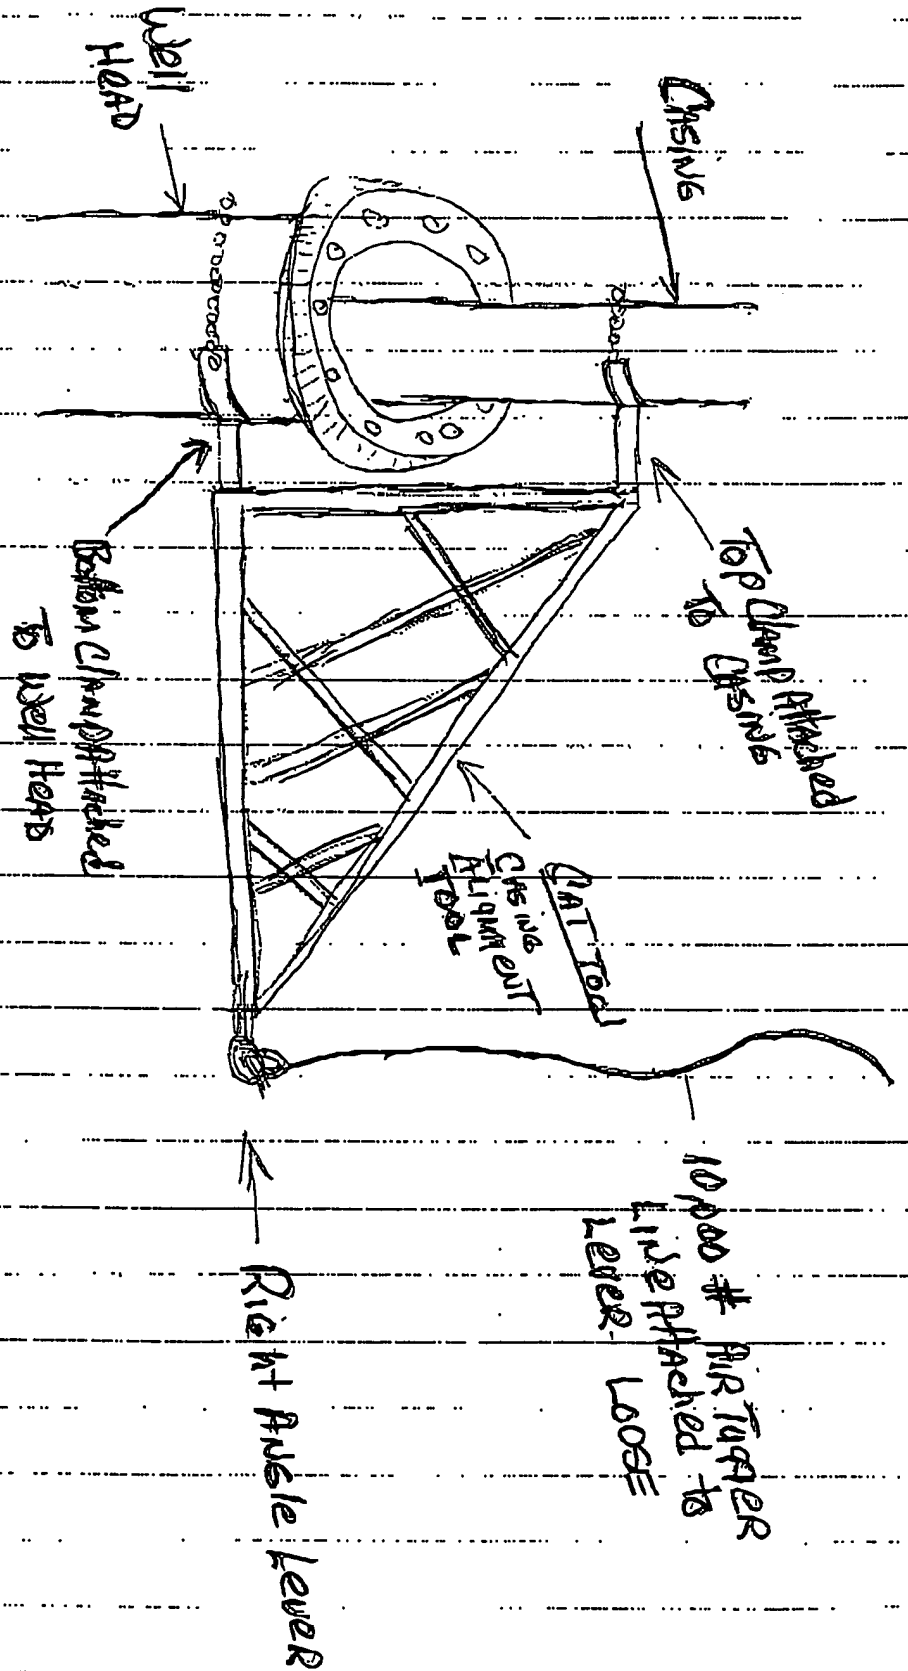 Well
HEAD
CASING
Top Clamp Attached
To CASING
Bottom Clamp Attached
To Well HEAD
CAT Tool
CASING
ALIGNMENT
TOOL
10,000 # AIR TUGGER
LINE Attached to
LEVER- LOOSE
Right ANGle LeveR